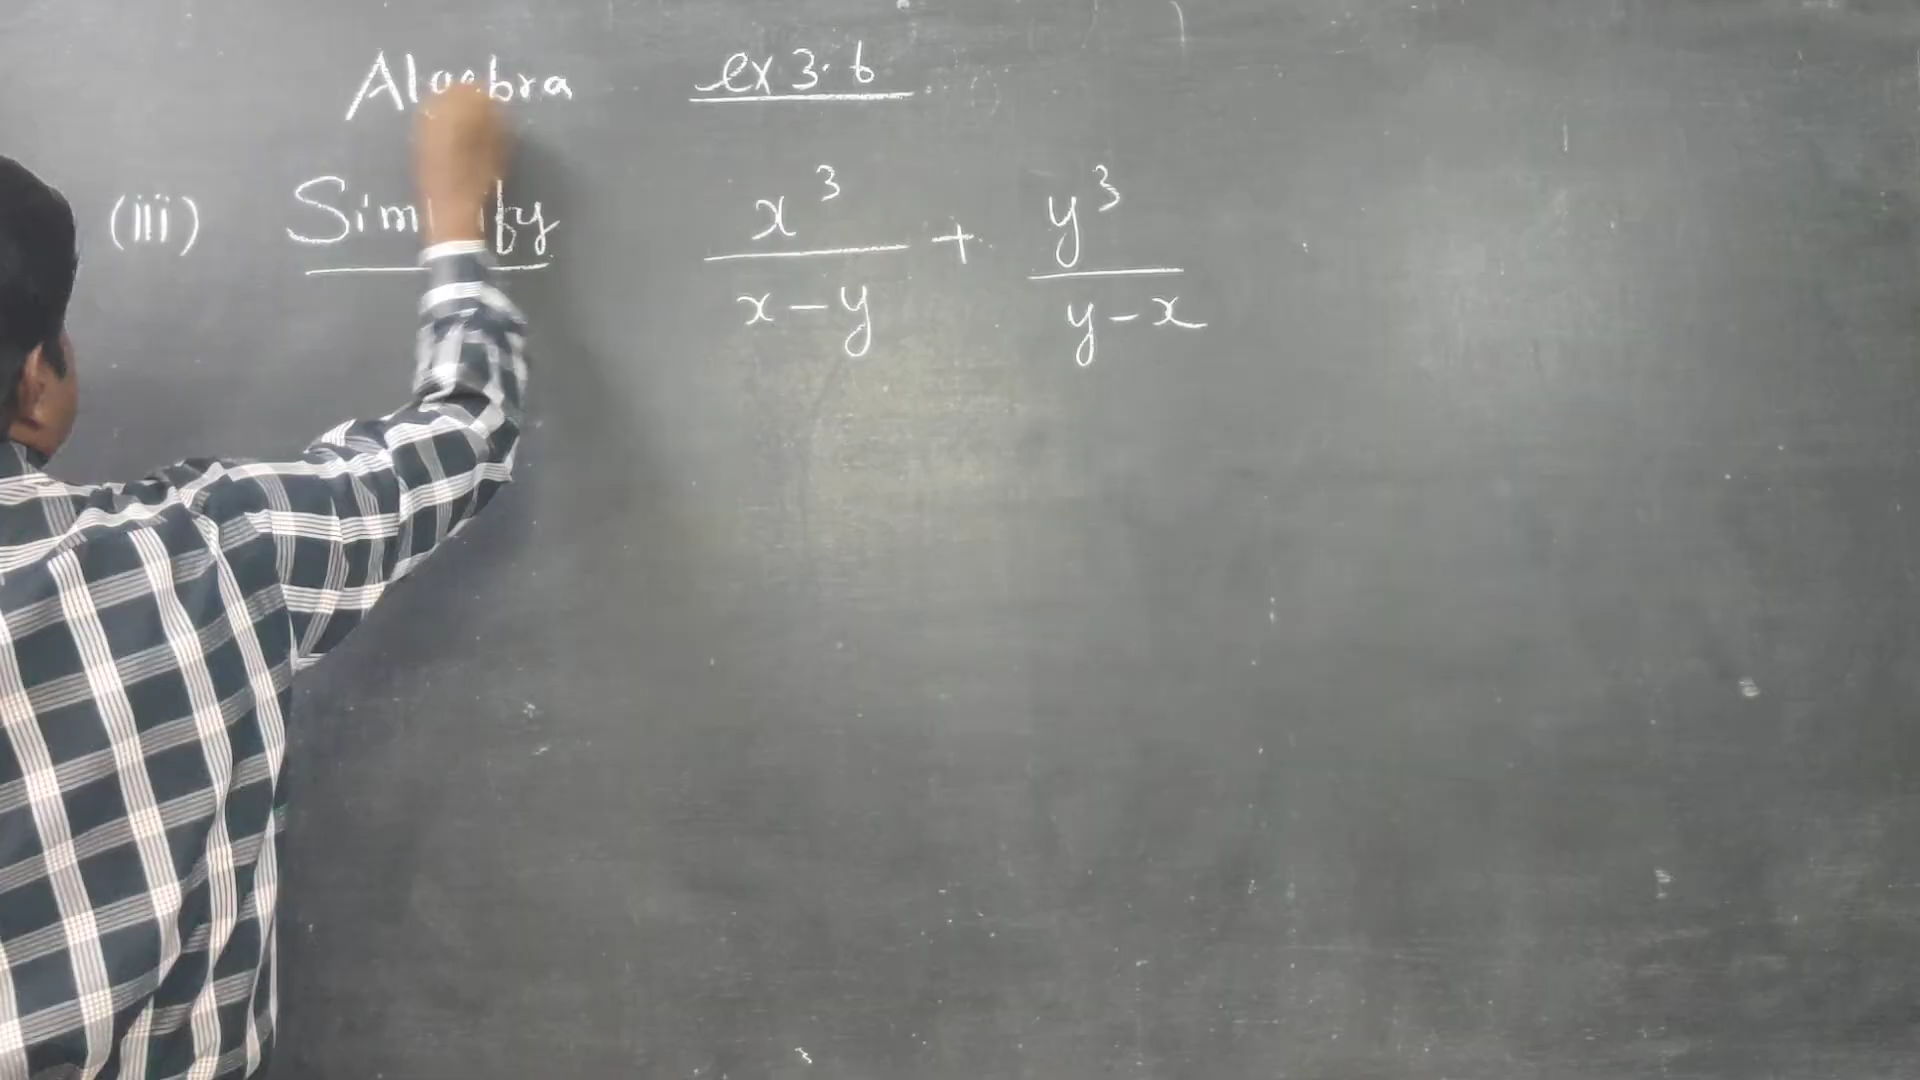 Algebra ex 3.6
(iii) Simplify x³/x-y + y³/y-x